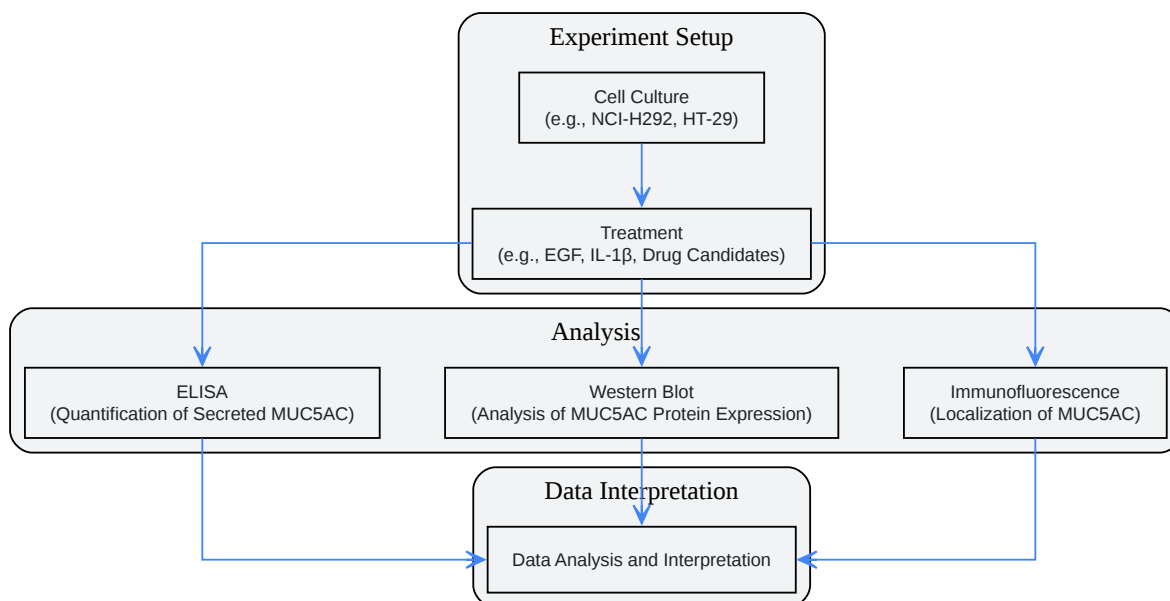 Experiment Setup
Cell Culture
(e.g., NCI-H292, HT-29)
Treatment
(e.g., EGF, IL-1β, Drug Candidates)
Analysis
ELISA
(Quantification of Secreted MUC5AC)
Western Blot
(Analysis of MUC5AC Protein Expression)
Immunofluorescence
(Localization of MUC5AC)
Data Interpretation
Data Analysis and Interpretation